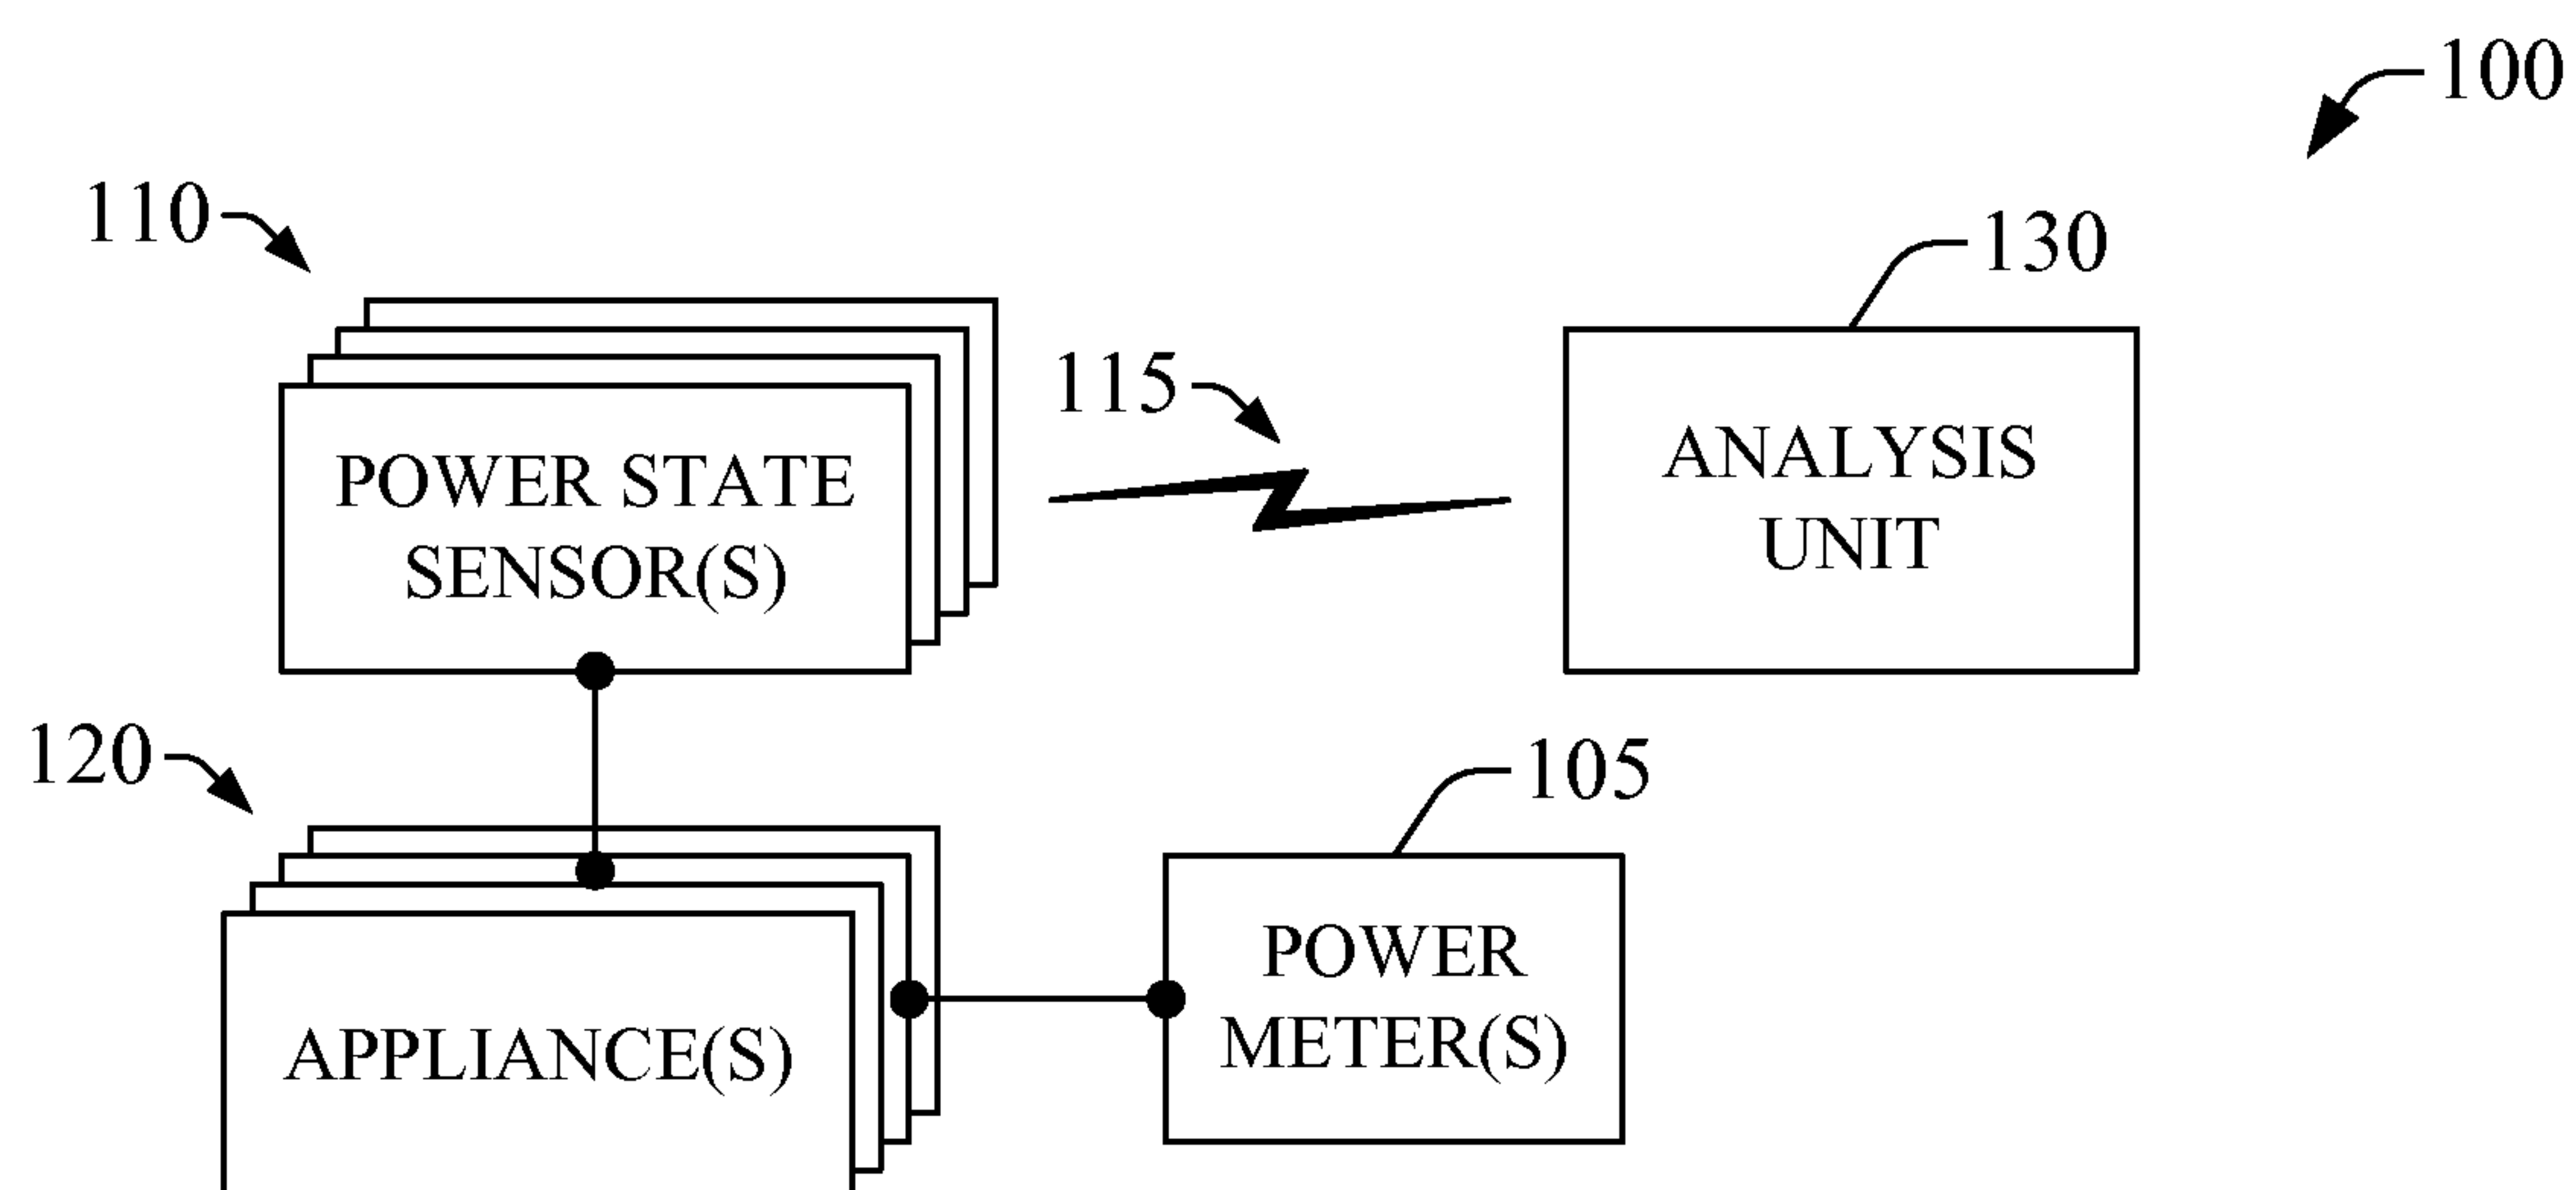 100
110
130
115
POWER STATE
SENSOR(S)
ANALYSIS
UNIT
120
105
POWER
METER(S)
APPLIANCE(S)